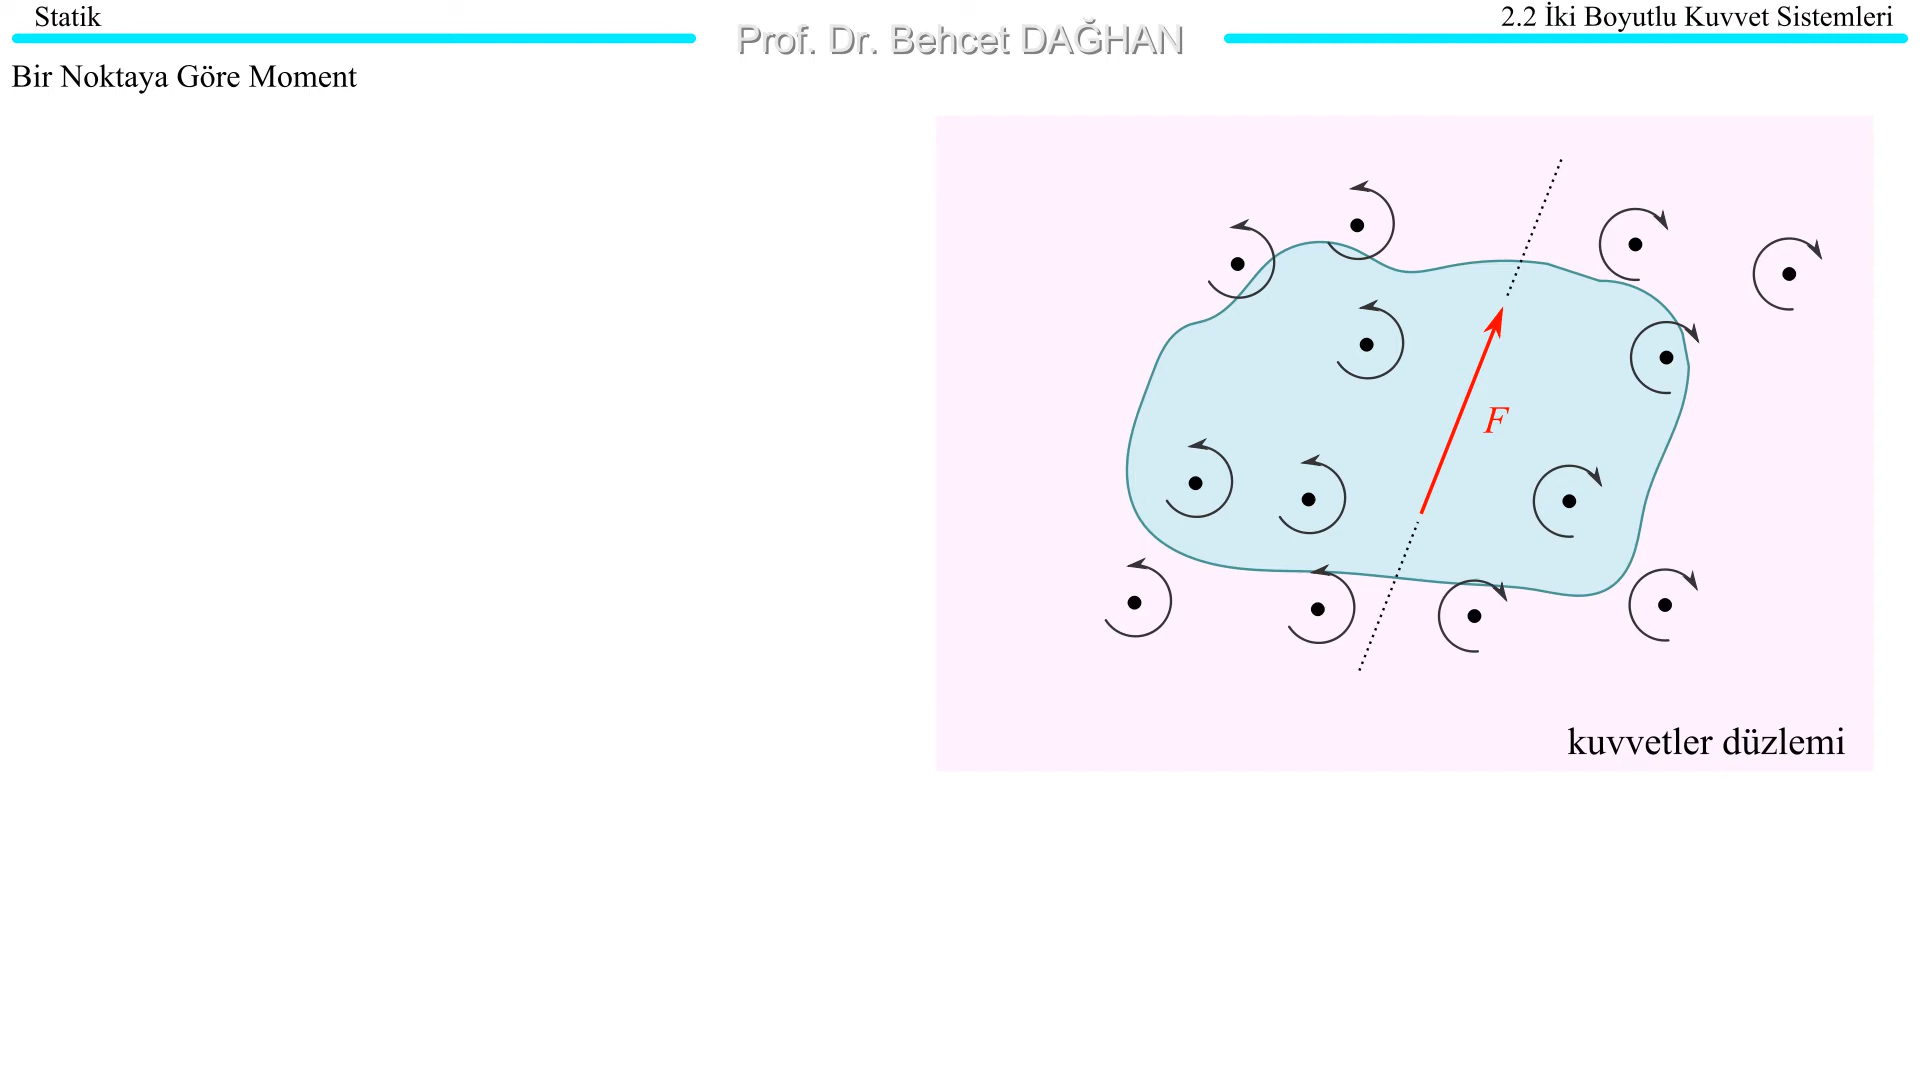 Statik
Prof. Dr. Behcet DAĞHAN
2.2 İki Boyutlu Kuvvet Sistemleri
Bir Noktaya Göre Moment
F
kuvvetler düzlemi